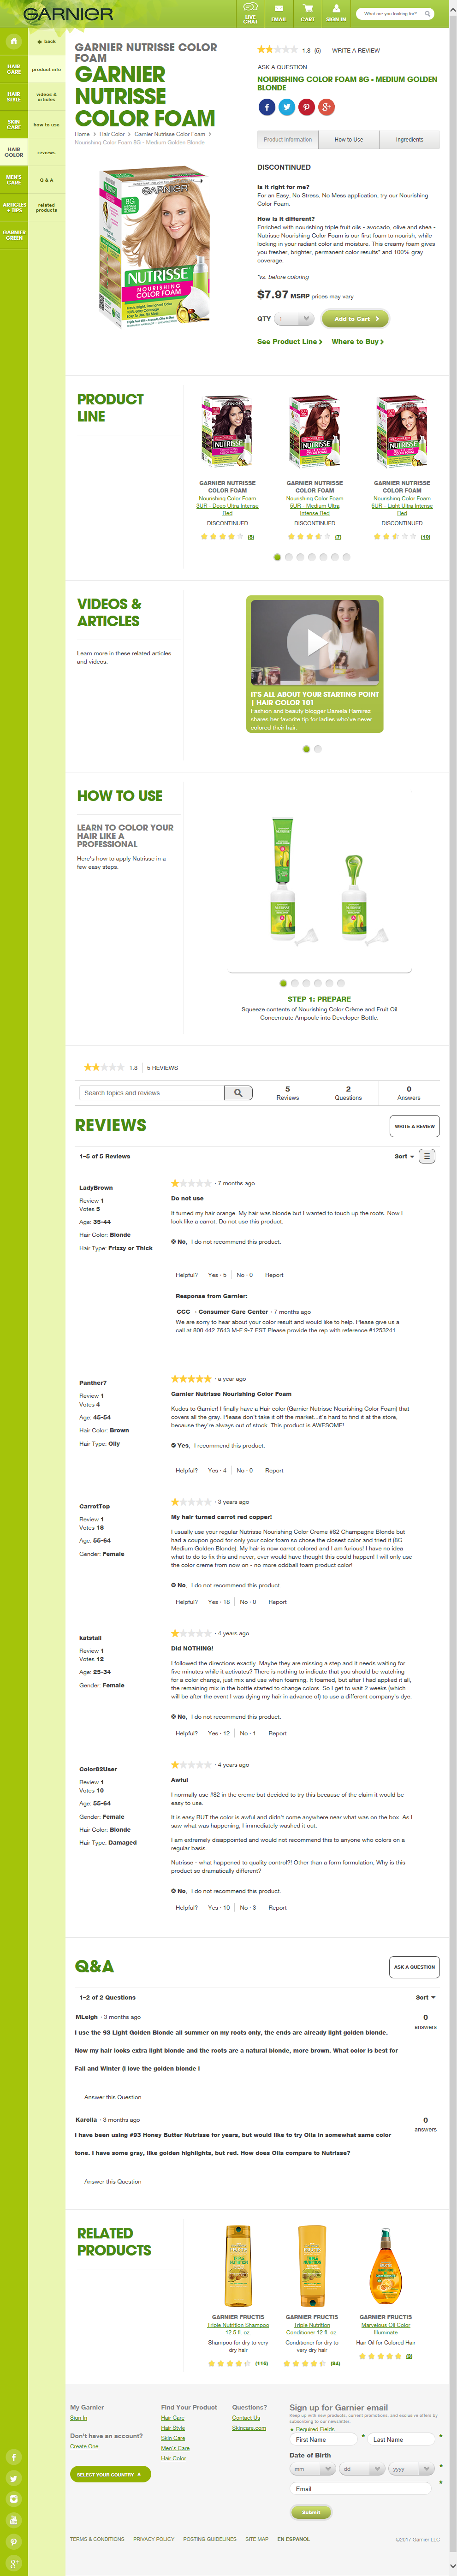 GARNIER
LIVE CHAT
EMAIL
CART
SIGN IN
What are you looking for?
HAIR CARE
HAIR STYLE
SKIN CARE
HAIR COLOR
MEN'S CARE
ARTICLES + TIPS
GARNIER GREEN
back
product info
videos & articles
how to use
reviews
Q & A
related products
GARNIER NUTRISSE COLOR FOAM
GARNIER
NUTRISSE
COLOR FOAM
Home > Hair Color > Garnier Nutrisse Color Foam >
Nourishing Color Foam 8G - Medium Golden Blonde
1.8 (5) WRITE A REVIEW
ASK A QUESTION
NOURISHING COLOR FOAM 8G - MEDIUM GOLDEN BLONDE
Product Information
How to Use
Ingredients
DISCONTINUED
Is it right for me?
For an Easy, No Stress, No Mess application, try our Nourishing Color Foam.
How is it different?
Enriched with nourishing triple fruit oils - avocado, olive and shea - Nutrisse Nourishing Color Foam is our first foam to nourish, while locking in your radiant color and moisture. This creamy foam gives you fresher, brighter, permanent color results* and 100% gray coverage.
*vs. before coloring
$7.97 MSRP prices may vary
QTY 1 Add to Cart
See Product Line
Where to Buy
PRODUCT LINE
GARNIER NUTRISSE COLOR FOAM
Nourishing Color Foam 3UR - Deep Ultra Intense Red
DISCONTINUED
(8)
GARNIER NUTRISSE COLOR FOAM
Nourishing Color Foam 5UR - Medium Ultra Intense Red
DISCONTINUED
(7)
GARNIER NUTRISSE COLOR FOAM
Nourishing Color Foam 6UR - Light Ultra Intense Red
DISCONTINUED
(10)
VIDEOS & ARTICLES
Learn more in these related articles and videos.
IT'S ALL ABOUT YOUR STARTING POINT | HAIR COLOR 101
Fashion and beauty blogger Daniela Ramirez shares her favorite tip for ladies who've never colored their hair.
HOW TO USE
LEARN TO COLOR YOUR HAIR LIKE A PROFESSIONAL
Here's how to apply Nutrisse in a few easy steps.
STEP 1: PREPARE
Squeeze contents of Nourishing Color Crème and Fruit Oil Concentrate Ampoule into Developer Bottle.
1.8 5 REVIEWS
Search topics and reviews
5 Reviews
2 Questions
0 Answers
REVIEWS
WRITE A REVIEW
1–5 of 5 Reviews
Sort
LadyBrown
Review 1
Votes 5
Age: 35-44
Hair Color: Blonde
Hair Type: Frizzy or Thick
· 7 months ago
Do not use
It turned my hair orange. My hair was blonde but I wanted to touch up the roots. Now I look like a carrot. Do not use this product.
No, I do not recommend this product.
Helpful? Yes · 5 No · 0 Report
Response from Garnier:
CCC - Consumer Care Center · 7 months ago
We are sorry to hear about your color result and would like to help. Please give us a call at 800.442.7643 M-F 9-7 EST Please provide the rep with reference #1253241
Panther7
Review 1
Votes 4
Age: 45-54
Hair Color: Brown
Hair Type: Oily
· a year ago
Garnier Nutrisse Nourishing Color Foam
Kudos to Garnier! I finally have a Hair color (Garnier Nutrisse Nourishing Color Foam) that covers all the gray. Please don't take it off the market...it's hard to find it at the store, because they're always out of stock. This product is AWESOME!
Yes, I recommend this product.
Helpful? Yes · 4 No · 0 Report
CarrotTop
Review 1
Votes 18
Age: 55-64
Gender: Female
· 3 years ago
My hair turned carrot red copper!
I usually use your regular Nutrisse Nourishing Color Creme #82 Champagne Blonde but had a coupon good for only your color foam so chose the closest color and tried it (8G Medium Golden Blonde). My hair is now carrot colored and I am furious! I have no idea what to do to fix this and never, ever would have thought this could happen! I will only use the color creme from now on - no more oddball foam product color!
No, I do not recommend this product.
Helpful? Yes · 18 No · 0 Report
katstail
Review 1
Votes 12
Age: 25-34
Gender: Female
· 4 years ago
Did NOTHING!
I followed the directions exactly. Maybe they are missing a step and it needs waiting for five minutes while it activates? There is nothing to indicate that you should be watching for a color change, just was dying when foaming. It foamed, but after I had applied it all, the remaining mix in the bottle started to change colors. So I get to wait 2 weeks (which will be after the event I was dying my hair in advance of) to use a different company's dye.
No, I do not recommend this product.
Helpful? Yes · 12 No · 1 Report
Color82User
Review 1
Votes 10
Age: 55-64
Gender: Female
Hair Color: Blonde
Hair Type: Damaged
· 4 years ago
Awful
I normally use #82 in the creme but decided to try this because of the claim it would be easy to use.
It is easy BUT the color is awful and didn't come anywhere near what was on the box. As I saw what was happening, I immediately washed it out.
I am extremely disappointed and would not recommend this to anyone who colors on a regular basis.
Nutrisse - what happened to quality control?! Other than a form formulation, Why is this product so dramatically different?
No, I do not recommend this product.
Helpful? Yes · 10 No · 3 Report
Q&A
ASK A QUESTION
1–2 of 2 Questions
Sort
MLeigh · 3 months ago
I use the 93 Light Golden Blonde all summer on my roots only, the ends are already light golden blonde.
Now my hair looks extra light blonde and the roots are a natural blonde, more brown. What color is best for
Fall and Winter (I love the golden blonde I
0 answers
Answer this Question
Karolla · 3 months ago
I have been using #93 Honey Butter Nutrisse for years, but would like to try Olia in somewhat same color
tone. I have some gray, like golden highlights, but red. How does Olia compare to Nutrisse?
0 answers
Answer this Question
RELATED PRODUCTS
GARNIER FRUCTIS
Triple Nutrition Shampoo 12.5 fl. oz.
Shampoo for dry to very dry hair
(116)
GARNIER FRUCTIS
Triple Nutrition Conditioner 12 fl. oz.
Conditioner for dry to very dry hair
(94)
GARNIER FRUCTIS
Marvelous Oil Color Illuminate
Hair Oil for Colored Hair
My Garnier
Sign In
Don't have an account?
Create One
SELECT YOUR COUNTRY
Find Your Product
Hair Care
Hair Style
Skin Care
Men's Care
Hair Color
Questions?
Contact Us
Skincare.com
Sign up for Garnier email
Keep up with new products, current promotions, and exclusive offers by subscribing to our newsletter.
Required Fields
First Name
Last Name
Date of Birth
mm
dd
yyyy
Email
Submit
TERMS & CONDITIONS
PRIVACY POLICY
POSTING GUIDELINES
SITE MAP
EN ESPANOL
©2017 Garnier LLC